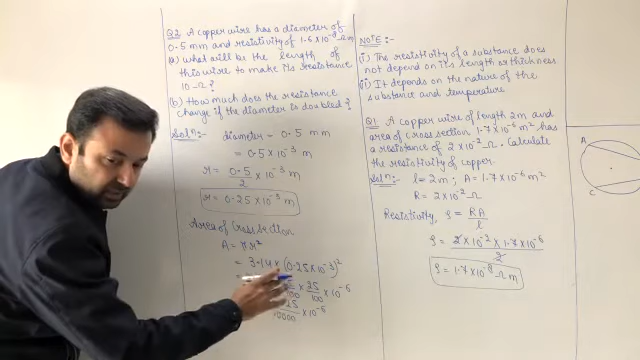 Q2. A copper wire has a diameter of
0.5 mm and resistivity of 1.6×10⁻⁸ Ω m
(a) What will be the length of
this wire to make its resistance
10 Ω ?
(b) How much does the resistance
change if the diameter is doubled ?
Solⁿ:- diameter = 0.5 mm
= 0.5 × 10⁻³ m
r = 0.5/2 × 10⁻³ m
r = 0.25 × 10⁻³ m
Area of Cross section
A = π r²
= 3.14 × (0.25 × 10⁻³)²
× 25/100 × 10⁻⁶
/10000 × 10⁻⁶
NOTE:-
(i) The resistivity of a substance does
not depend on its length or thickness
(ii) It depends on the nature of the
substance and temperature
Q1. A copper wire of length 2m and
area of cross section 1.7×10⁻⁶ m² has
a resistance of 2×10⁻² Ω. Calculate
the resistivity of copper.
Solⁿ:- l = 2m ; A = 1.7×10⁻⁶ m²
R = 2×10⁻² Ω
Resistivity, ρ = RA/l
ρ = 2×10⁻² × 1.7×10⁻⁶/2
ρ = 1.7×10⁻⁸ Ω m
A
C